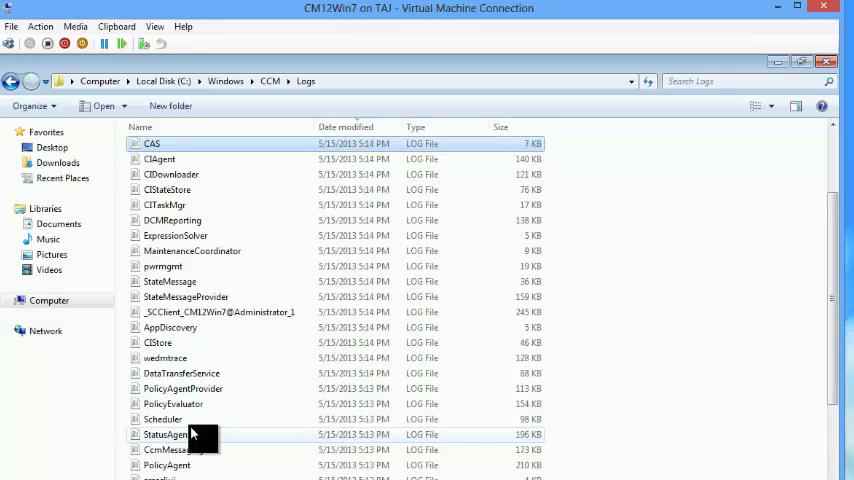 CM12Win7 on TAJ - Virtual Machine Connection
File Action Media Clipboard View Help
Computer Local Disk (C:) Windows CCM Logs Search Logs
Organize Open New folder
Favorites
Desktop
Downloads
Recent Places
Libraries
Documents
Music
Pictures
Videos
Computer
Network
Name Date modified Type Size
CAS 5/15/2013 5:14 PM LOG File 7 KB
CIAgent 5/15/2013 5:14 PM LOG File 140 KB
CIDownloader 5/15/2013 5:14 PM LOG File 121 KB
CIStateStore 5/15/2013 5:14 PM LOG File 76 KB
CITaskMgr 5/15/2013 5:14 PM LOG File 17 KB
DCMReporting 5/15/2013 5:14 PM LOG File 138 KB
ExpressionSolver 5/15/2013 5:14 PM LOG File 5 KB
MaintenanceCoordinator 5/15/2013 5:14 PM LOG File 9 KB
pwrmgmt 5/15/2013 5:14 PM LOG File 19 KB
StateMessage 5/15/2013 5:14 PM LOG File 36 KB
StateMessageProvider 5/15/2013 5:14 PM LOG File 159 KB
_SCClient_CM12Win7@Administrator_1 5/15/2013 5:14 PM LOG File 245 KB
AppDiscovery 5/15/2013 5:14 PM LOG File 5 KB
CIStore 5/15/2013 5:14 PM LOG File 46 KB
wedmtrace 5/15/2013 5:14 PM LOG File 128 KB
DataTransferService 5/15/2013 5:14 PM LOG File 88 KB
PolicyAgentProvider 5/15/2013 5:13 PM LOG File 113 KB
PolicyEvaluator 5/15/2013 5:13 PM LOG File 154 KB
Scheduler 5/15/2013 5:13 PM LOG File 98 KB
StatusAgen 5/15/2013 5:13 PM LOG File 196 KB
CcmMessag 5/15/2013 5:13 PM LOG File 173 KB
PolicyAgent 5/15/2013 5:13 PM LOG File 210 KB
5/15/2013 5:13 PM LOG File 4 KB